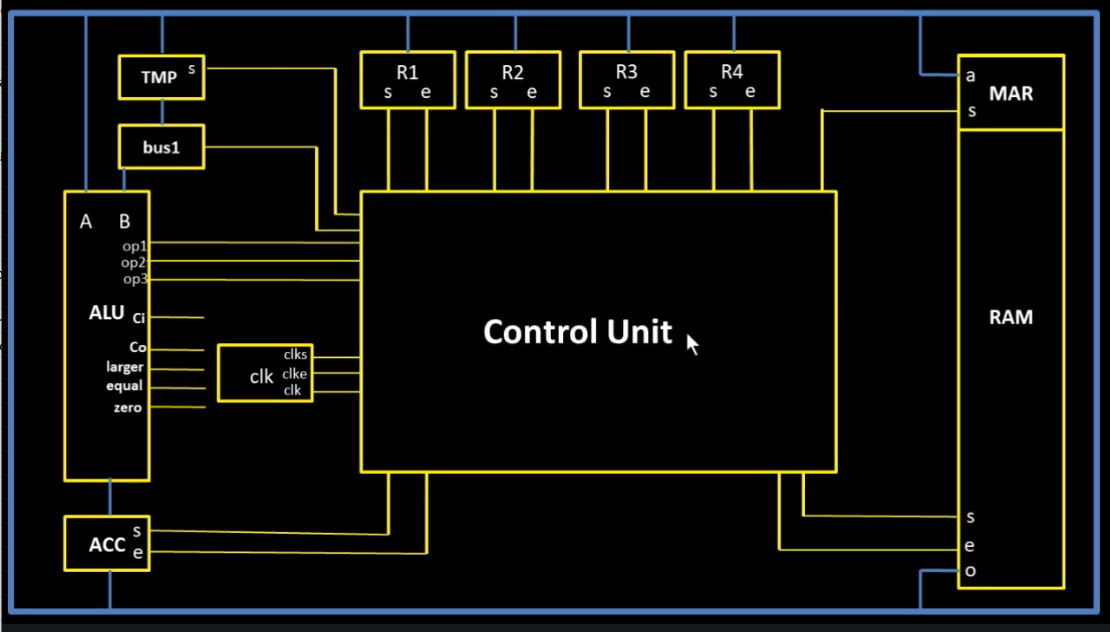 TMP s
bus1
R1
s e
R2
s e
R3
s e
R4
s e
a
MAR
s
A B
op1
op2
op3
ALU Ci
Co
larger
equal
zero
clks
clk clke
clk
Control Unit
RAM
ACC s
e
s
e
o